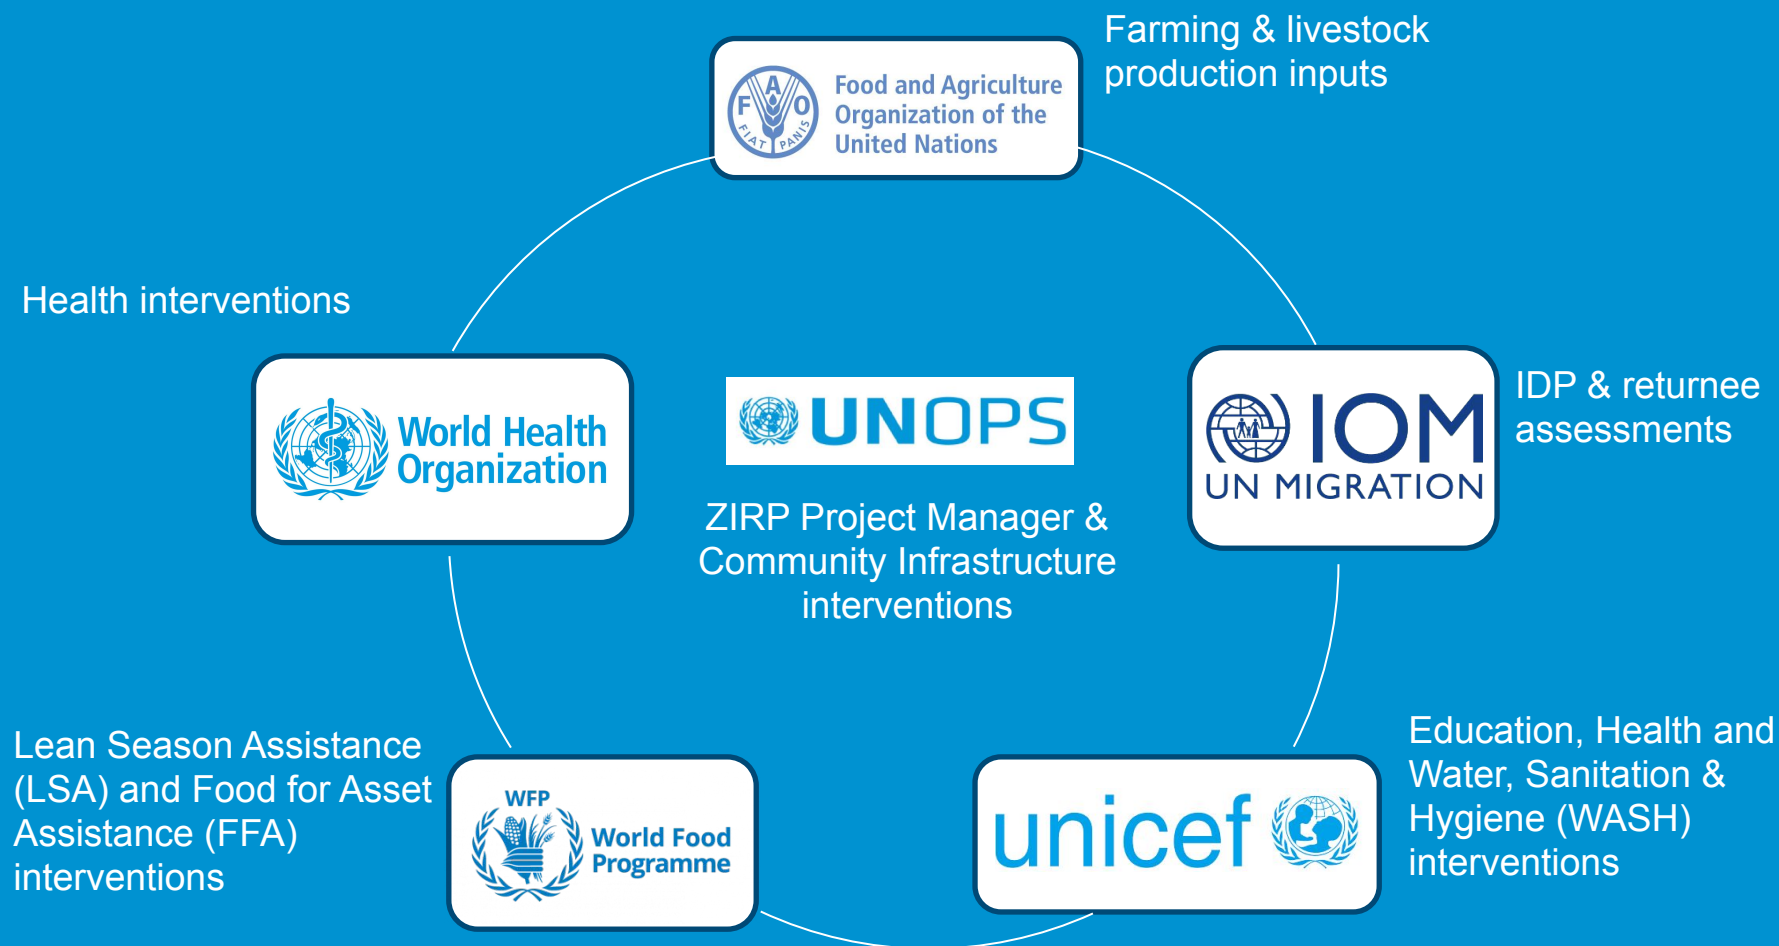 Farming & livestock
production inputs
FAO
FIAT PANIS
Food and Agriculture
Organization of the
United Nations
Health interventions
World Health
Organization
UNOPS
ZIRP Project Manager &
Community Infrastructure
interventions
IOM
UN MIGRATION
IDP & returnee
assessments
Lean Season Assistance
(LSA) and Food for Asset
Assistance (FFA)
interventions
WFP
World Food
Programme
unicef
Education, Health and
Water, Sanitation &
Hygiene (WASH)
interventions